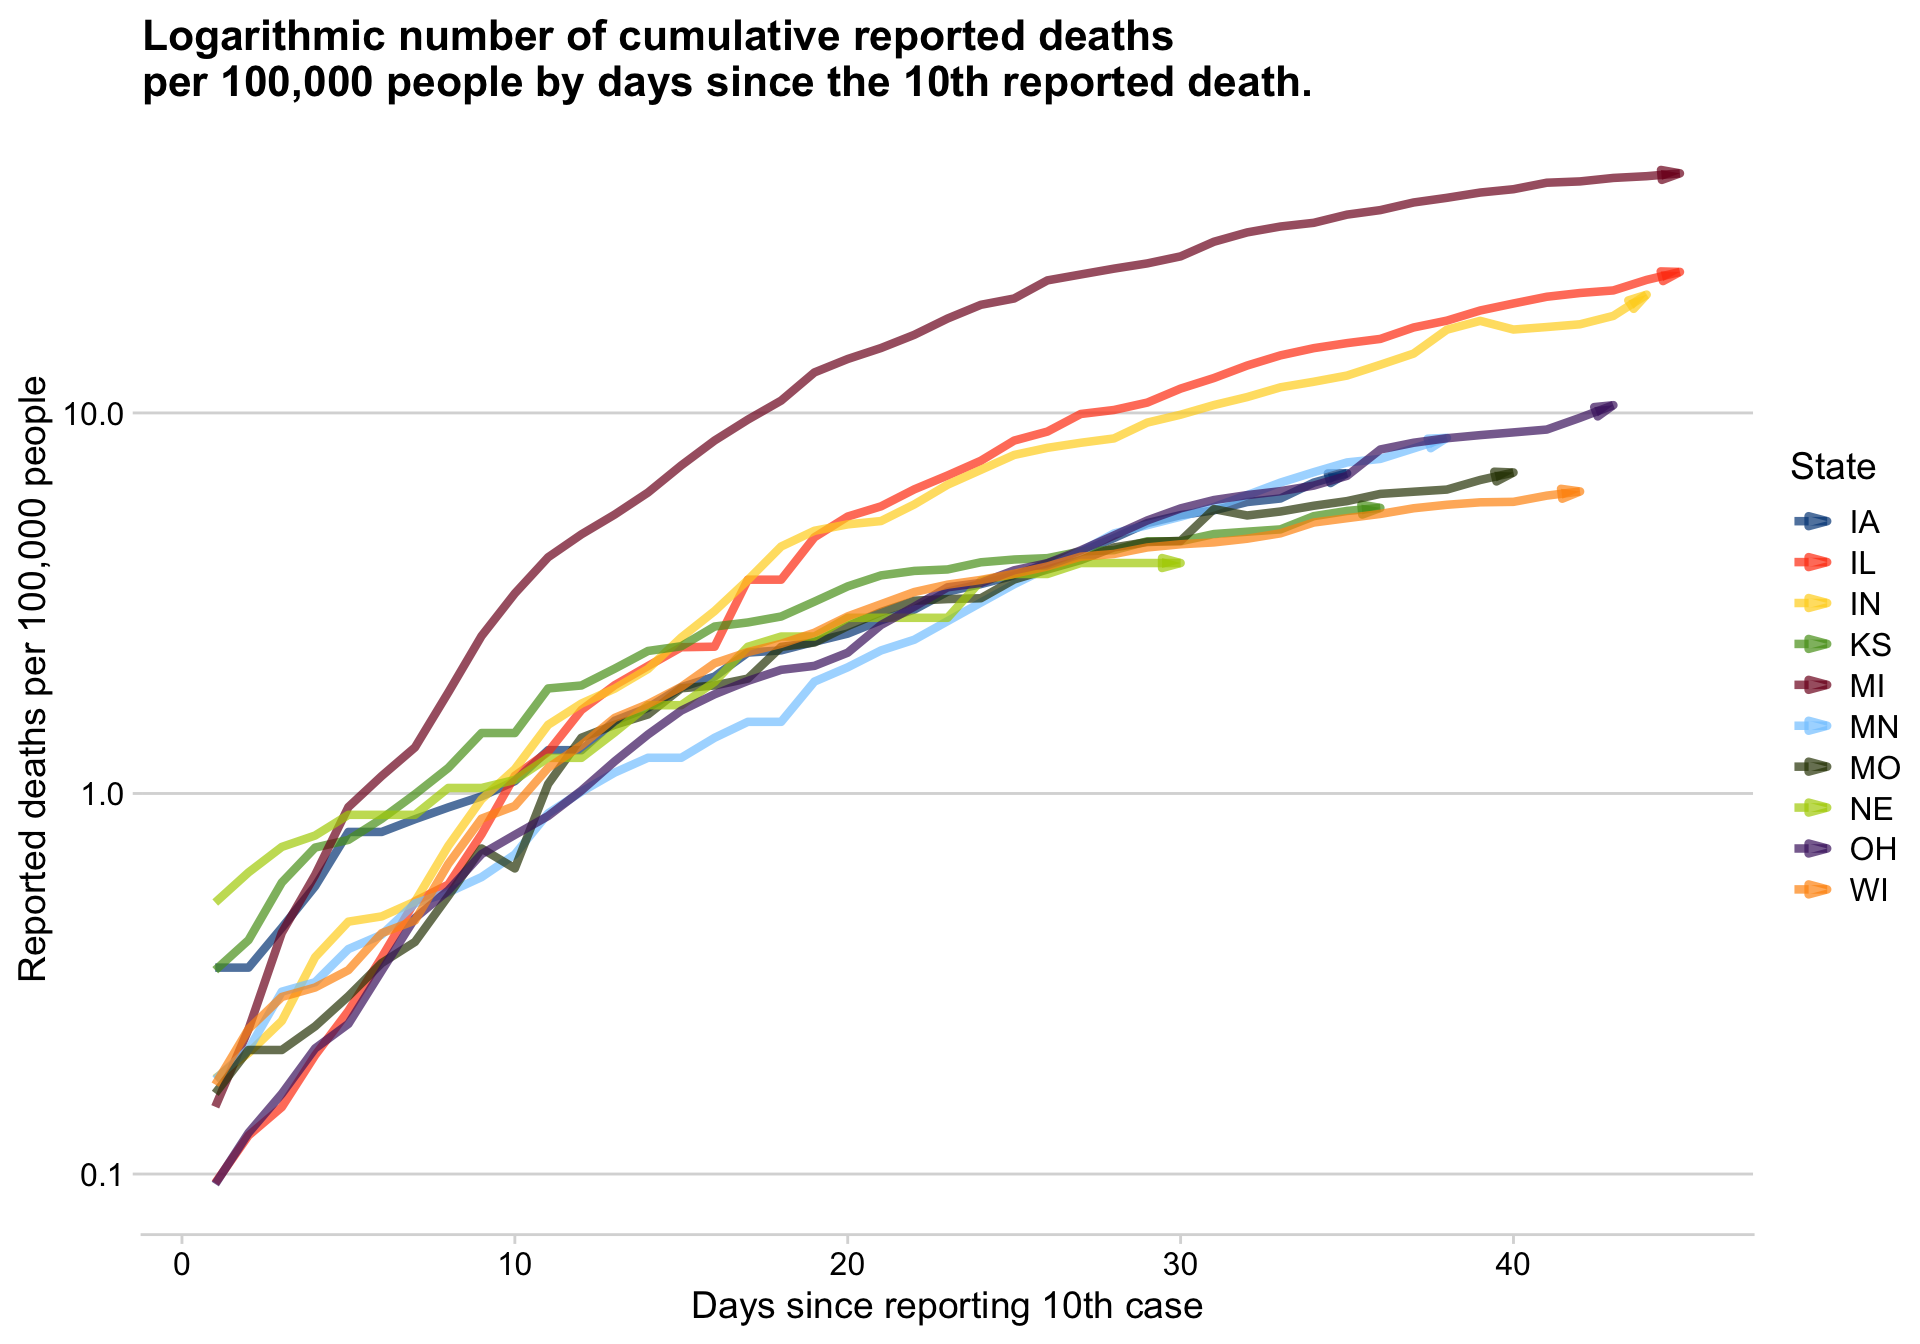 Logarithmic number of cumulative reported deaths
per 100,000 people by days since the 10th reported death.
Reported deaths per 100,000 people
10.0
1.0
0.1
0
10
20
30
40
Days since reporting 10th case
State
IA
IL
IN
KS
MI
MN
MO
NE
OH
WI